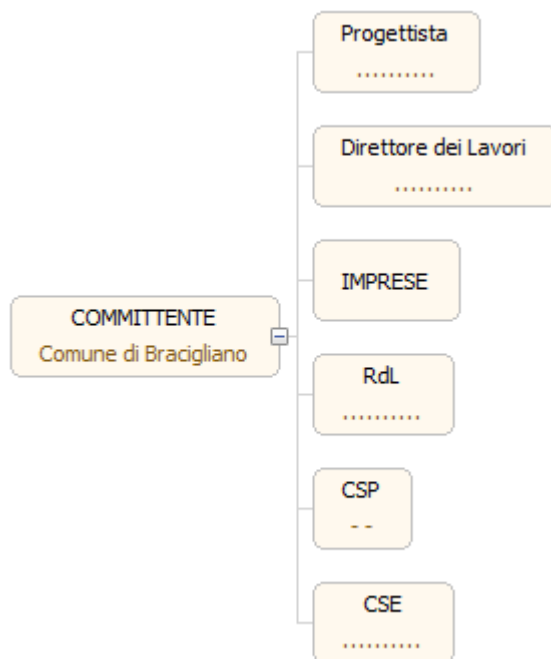 Progettista
..........
Direttore dei Lavori
..........
IMPRESE
COMMITTENTE
Comune di Bracigliano
RdL
..........
CSP
- -
CSE
..........